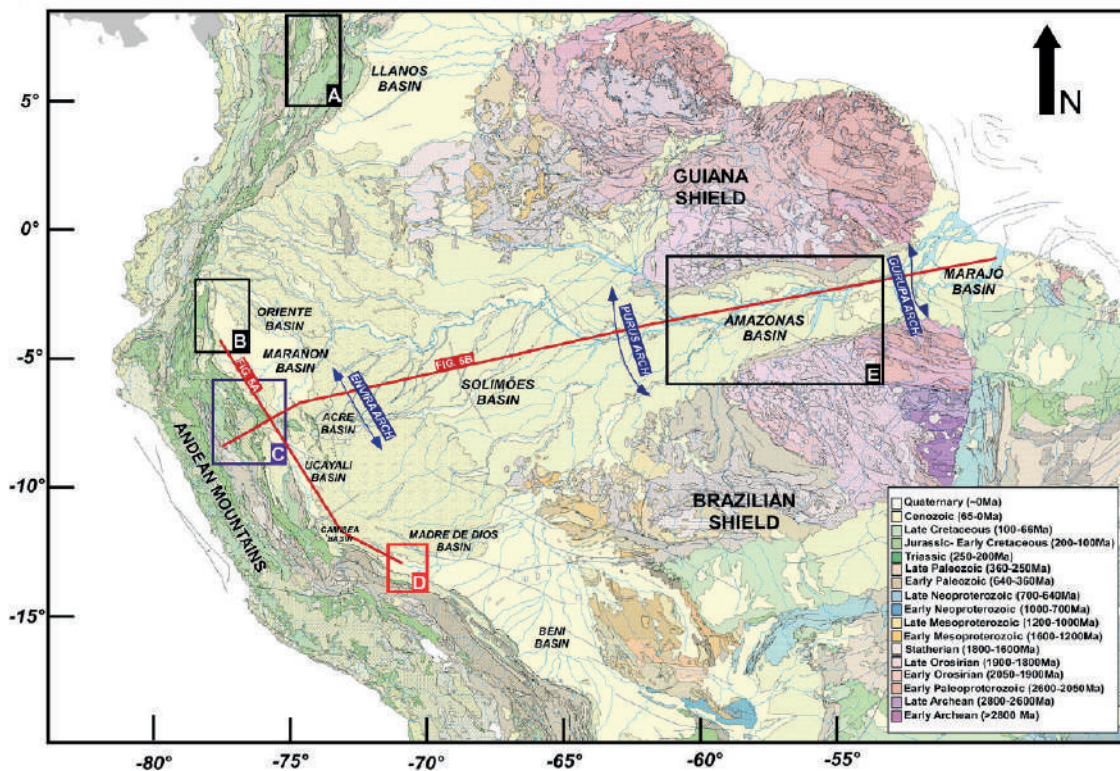 N
A
LLANOS
BASIN
5°
GUIANA
SHIELD
0°
GURUPA ARCH
MARAJÓ
BASIN
B
ORIENTE
BASIN
PURUS ARCH
AMAZONAS
BASIN
-5°
FIG. 5A
MARAÑON
BASIN
FIG. 5B
SOLIMÕES
BASIN
E
ENVIRA ARCH
ACRE
BASIN
C
ANDEAN MOUNTAINS
UCAYALI
BASIN
-10°
BRAZILIAN
SHIELD
CAMISEA
BASIN
MADRE DE DIOS
BASIN
D
-15°
BENI
BASIN
Quaternary (~0Ma)
Cenozoic (65-0Ma)
Late Cretaceous (100-66Ma)
Jurassic- Early Cretaceous (200-100Ma)
Triassic (250-200Ma)
Late Paleozoic (360-250Ma)
Early Paleozoic (640-360Ma)
Late Neoproterozoic (700-640Ma)
Early Neoproterozoic (1000-700Ma)
Late Mesoproterozoic (1200-1000Ma)
Early Mesoproterozoic (1600-1200Ma)
Statherian (1800-1600Ma)
Late Orosirian (1900-1800Ma)
Early Orosirian (2050-1900Ma)
Early Paleoproterozoic (2600-2050Ma)
Late Archean (2800-2600Ma)
Early Archean (>2800 Ma)
-80°
-75°
-70°
-65°
-60°
-55°